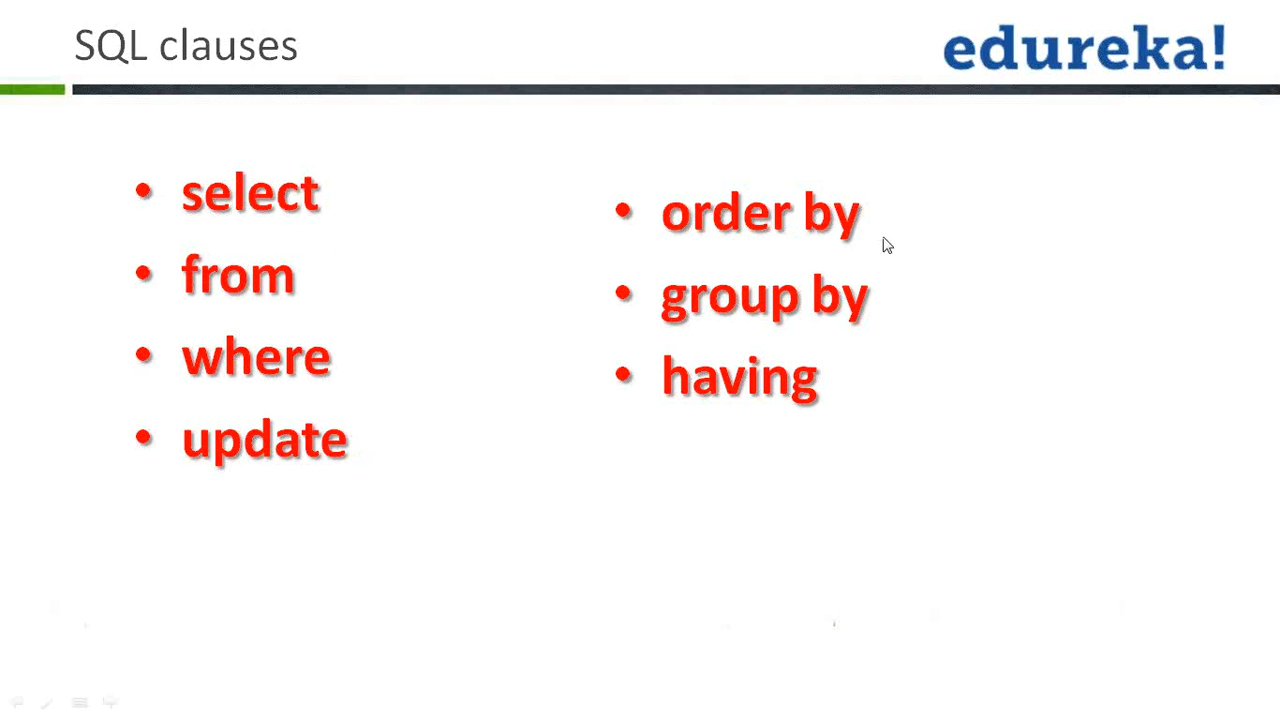 SQL clauses
edureka!
• select
• from
• where
• update
• order by
• group by
• having